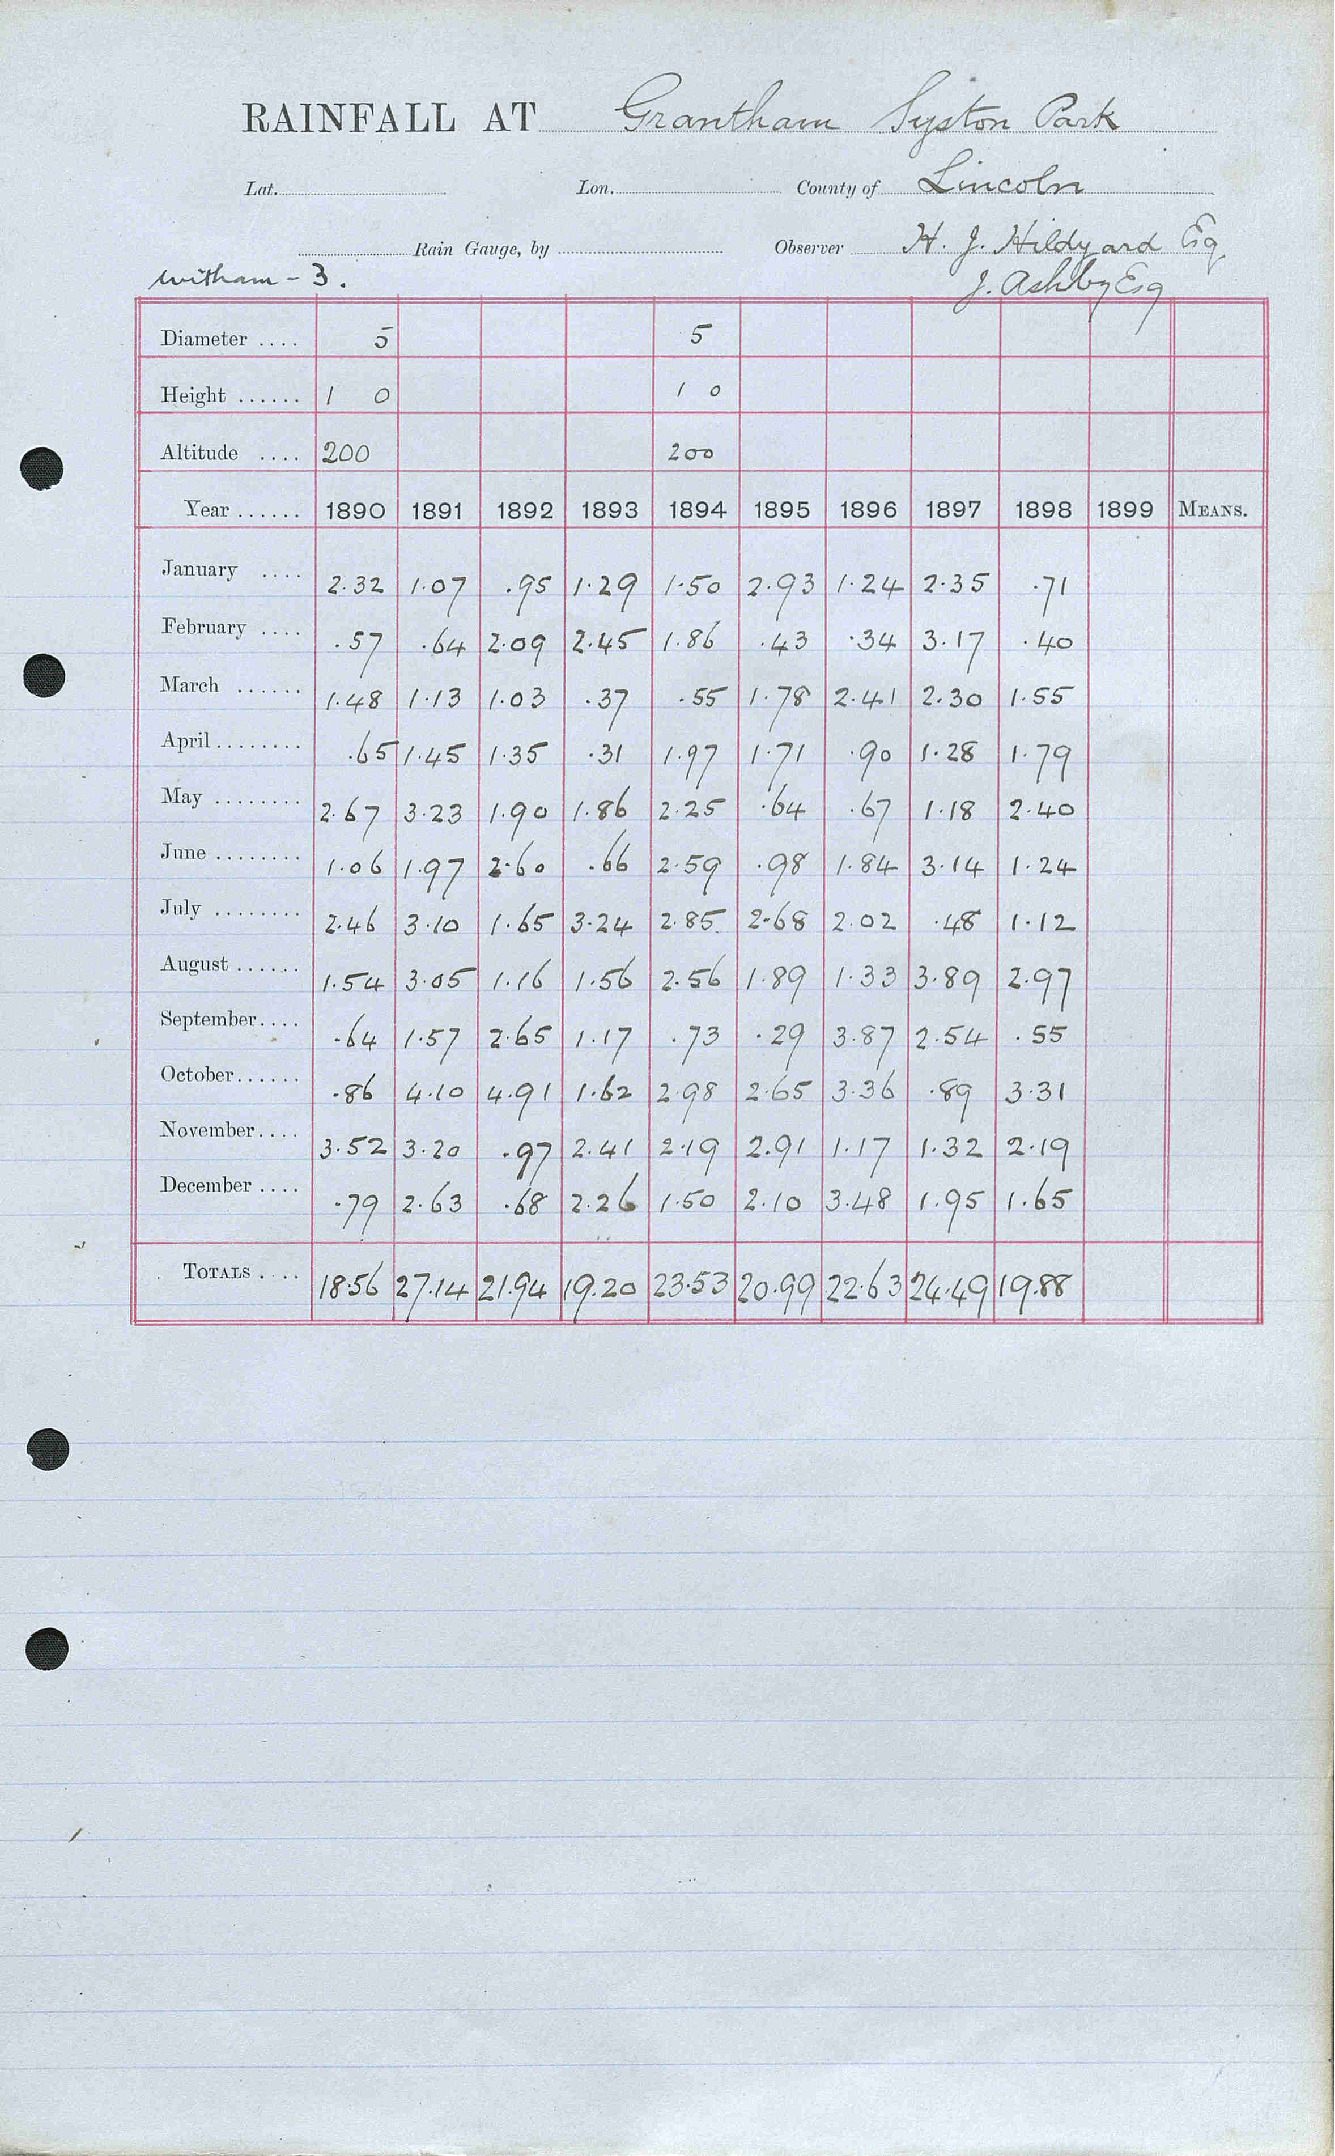 RAINFALL AT Grantham Syston Park
Lat. Lon. County of Lincoln
Rain Gauge, by Observer H. J. Hildyard Esq
Witham - 3. J. Ashby Esq
Diameter .... 5 5
Height ...... 1 0 1 0
Altitude .... 200 200
Year ...... 1890 1891 1892 1893 1894 1895 1896 1897 1898 1899 MEANS.
January .... 2.32 1.07 .95 1.29 1.50 2.93 1.24 2.35 .71
February .... .57 .64 2.09 2.45 1.86 .43 .34 3.17 .40
March ...... 1.48 1.13 1.03 .37 .55 1.78 2.41 2.30 1.55
April ........ .65 1.45 1.35 .31 1.97 1.71 .90 1.28 1.79
May ........ 2.67 3.23 1.90 1.86 2.25 .64 .67 1.18 2.40
June ........ 1.06 1.97 2.60 .66 2.59 .98 1.84 3.14 1.24
July ........ 2.46 3.10 1.65 3.24 2.85 2.68 2.02 .48 1.12
August ...... 1.54 3.05 1.16 1.56 2.56 1.89 1.33 3.89 2.97
September .... .64 1.57 2.65 1.17 .73 .29 3.87 2.54 .55
October ...... .86 4.10 4.91 1.62 2.98 2.65 3.36 .89 3.31
November .... 3.52 3.20 .97 2.41 2.19 2.91 1.17 1.32 2.19
December .... .79 2.63 .68 2.26 1.50 2.10 3.48 1.95 1.65
TOTALS .... 18.56 27.14 21.94 19.20 23.53 20.99 22.63 24.49 19.88